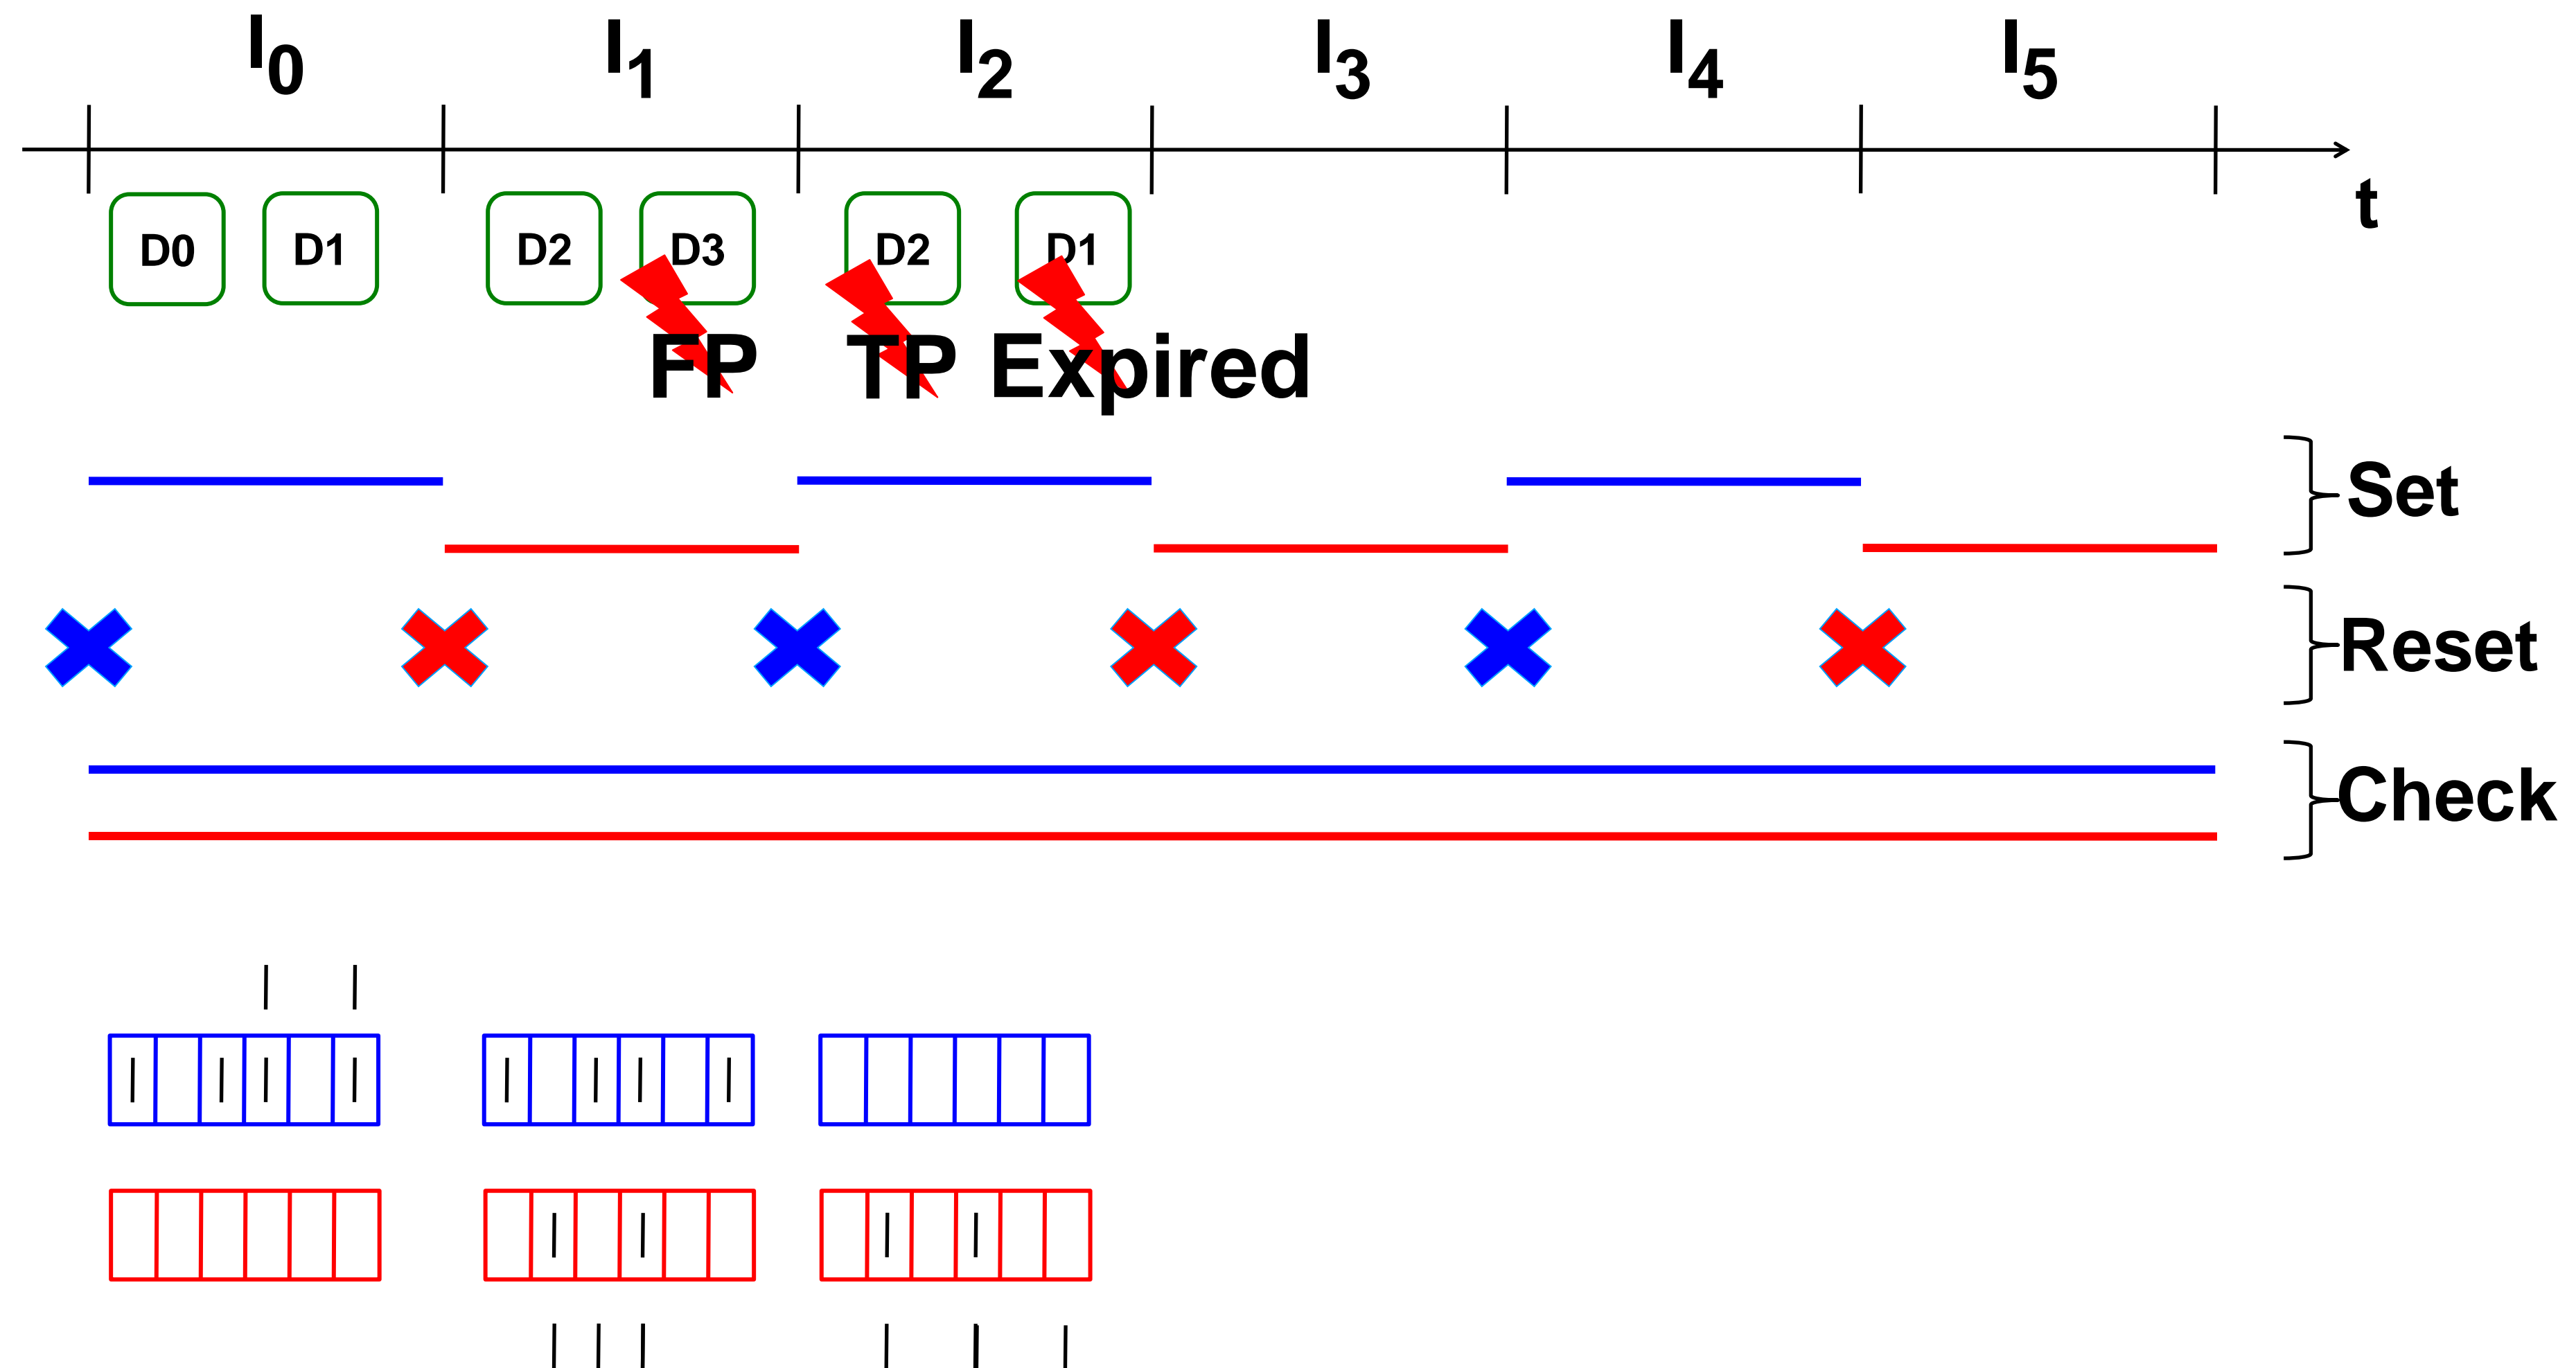 I0 I1 I2 I3 I4 I5
t
D0 D1 D2 D3 D2 D1
FP TP Expired
Set
Reset
Check
| |
| | | | | | | |
| | | |
| | | | | |